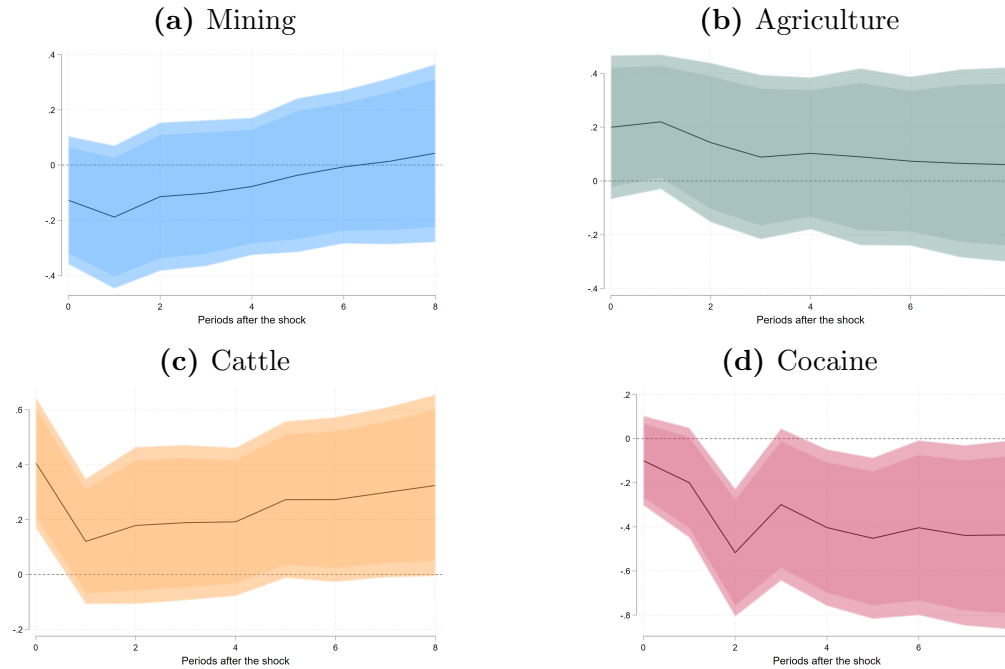 (a) Mining
(b) Agriculture
.4
.2
0
-.2
-.4
0 2 4 6 8
Periods after the shock
.4
.2
0
-.2
-.4
0 2 4 6
Periods after the shock
(c) Cattle
(d) Cocaine
.6
.4
.2
0
-.2
0 2 4 6 8
Periods after the shock
.2
0
-.2
-.4
-.6
-.8
0 2 4 6
Periods after the shock